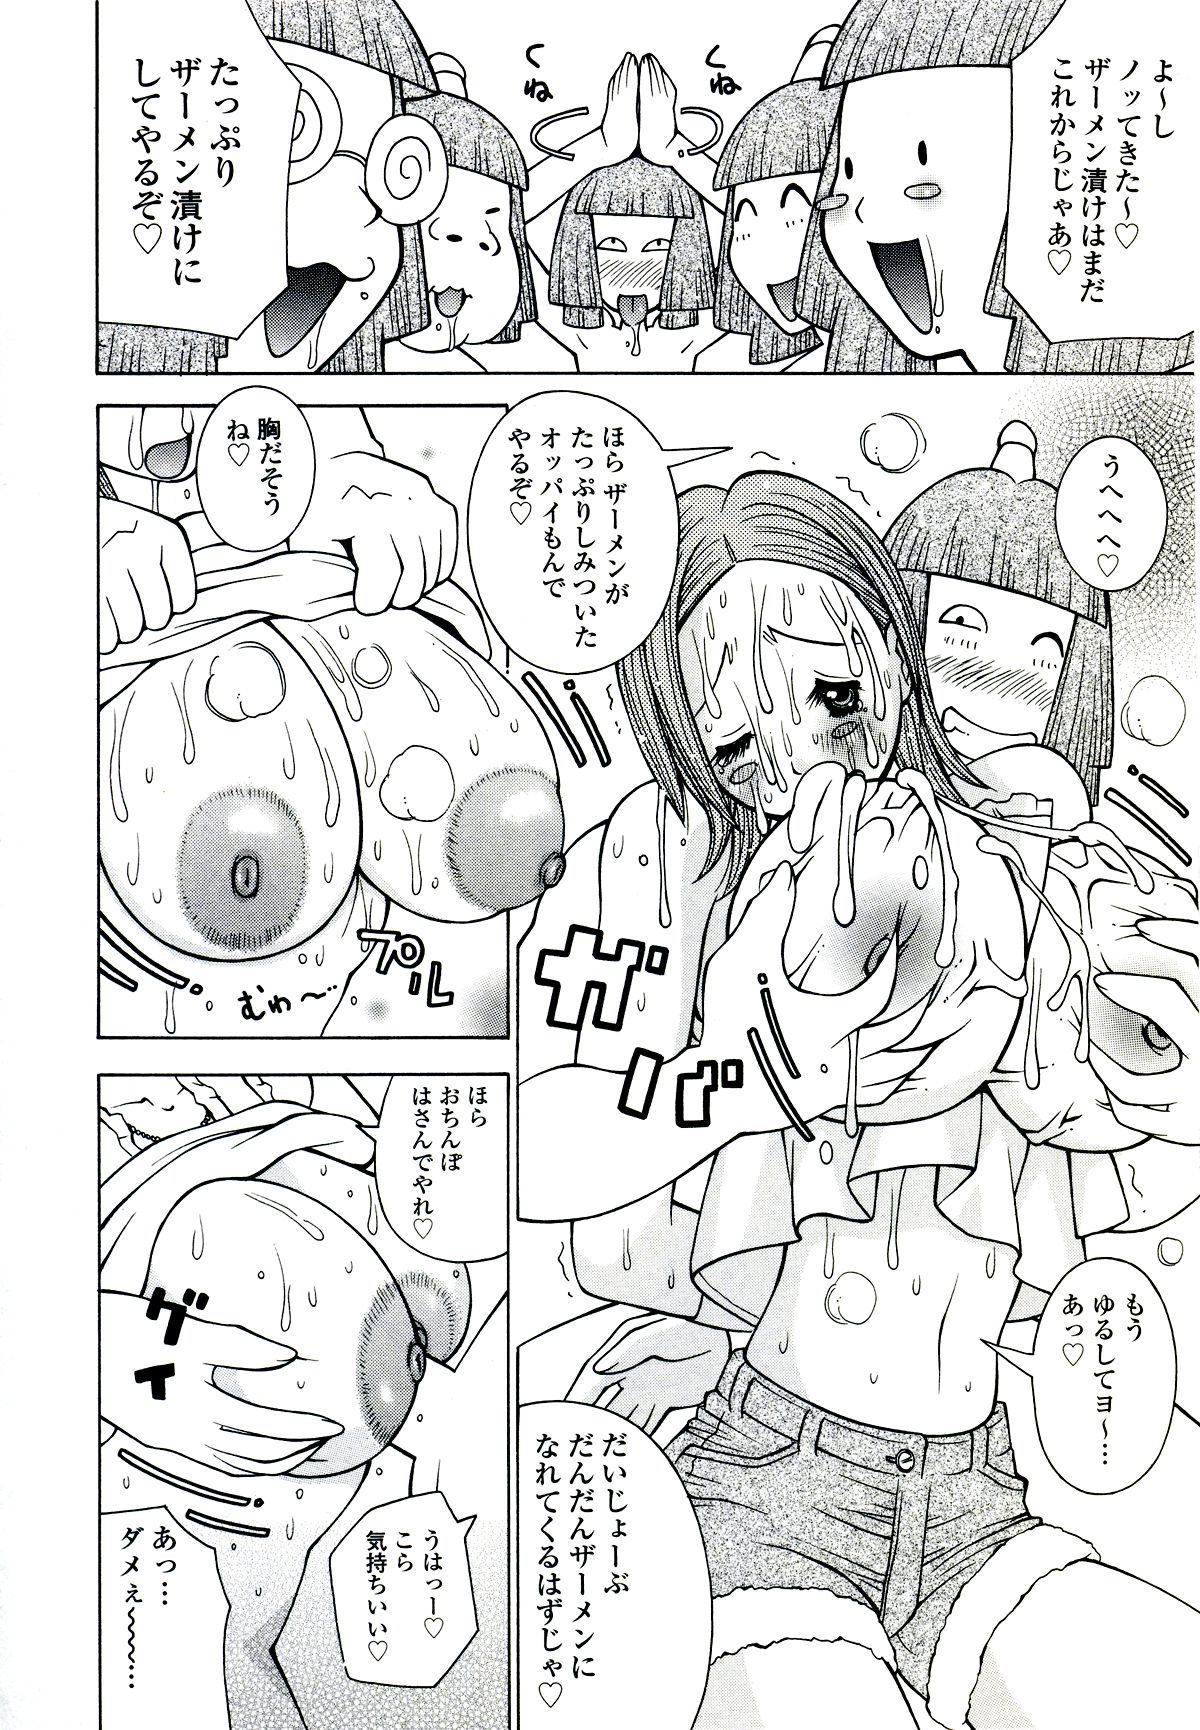 よ〜し
ノッてきた〜♡
ザーメン漬けはまだ
これからじゃあ♡
くね
くね
たっぷり
ザーメン漬けに
してやるぞ♡
うへへへ♡
ほらザーメンが
たっぷりしみついた
オッパイもんで
やるぞ♡
ガ
もう
ゆるしてヨ〜…
あっ♡
だいじょーぶ
だんだんザーメンに
なれてくるはずじゃ♡
胸だそう
ね♡
プル
むわ〜
ほら
おちんぽ
はさんでやれ♡
グイ
うはっー♡
こら
気持ちいい♡
あっ…
ダメぇ〜〜〜…